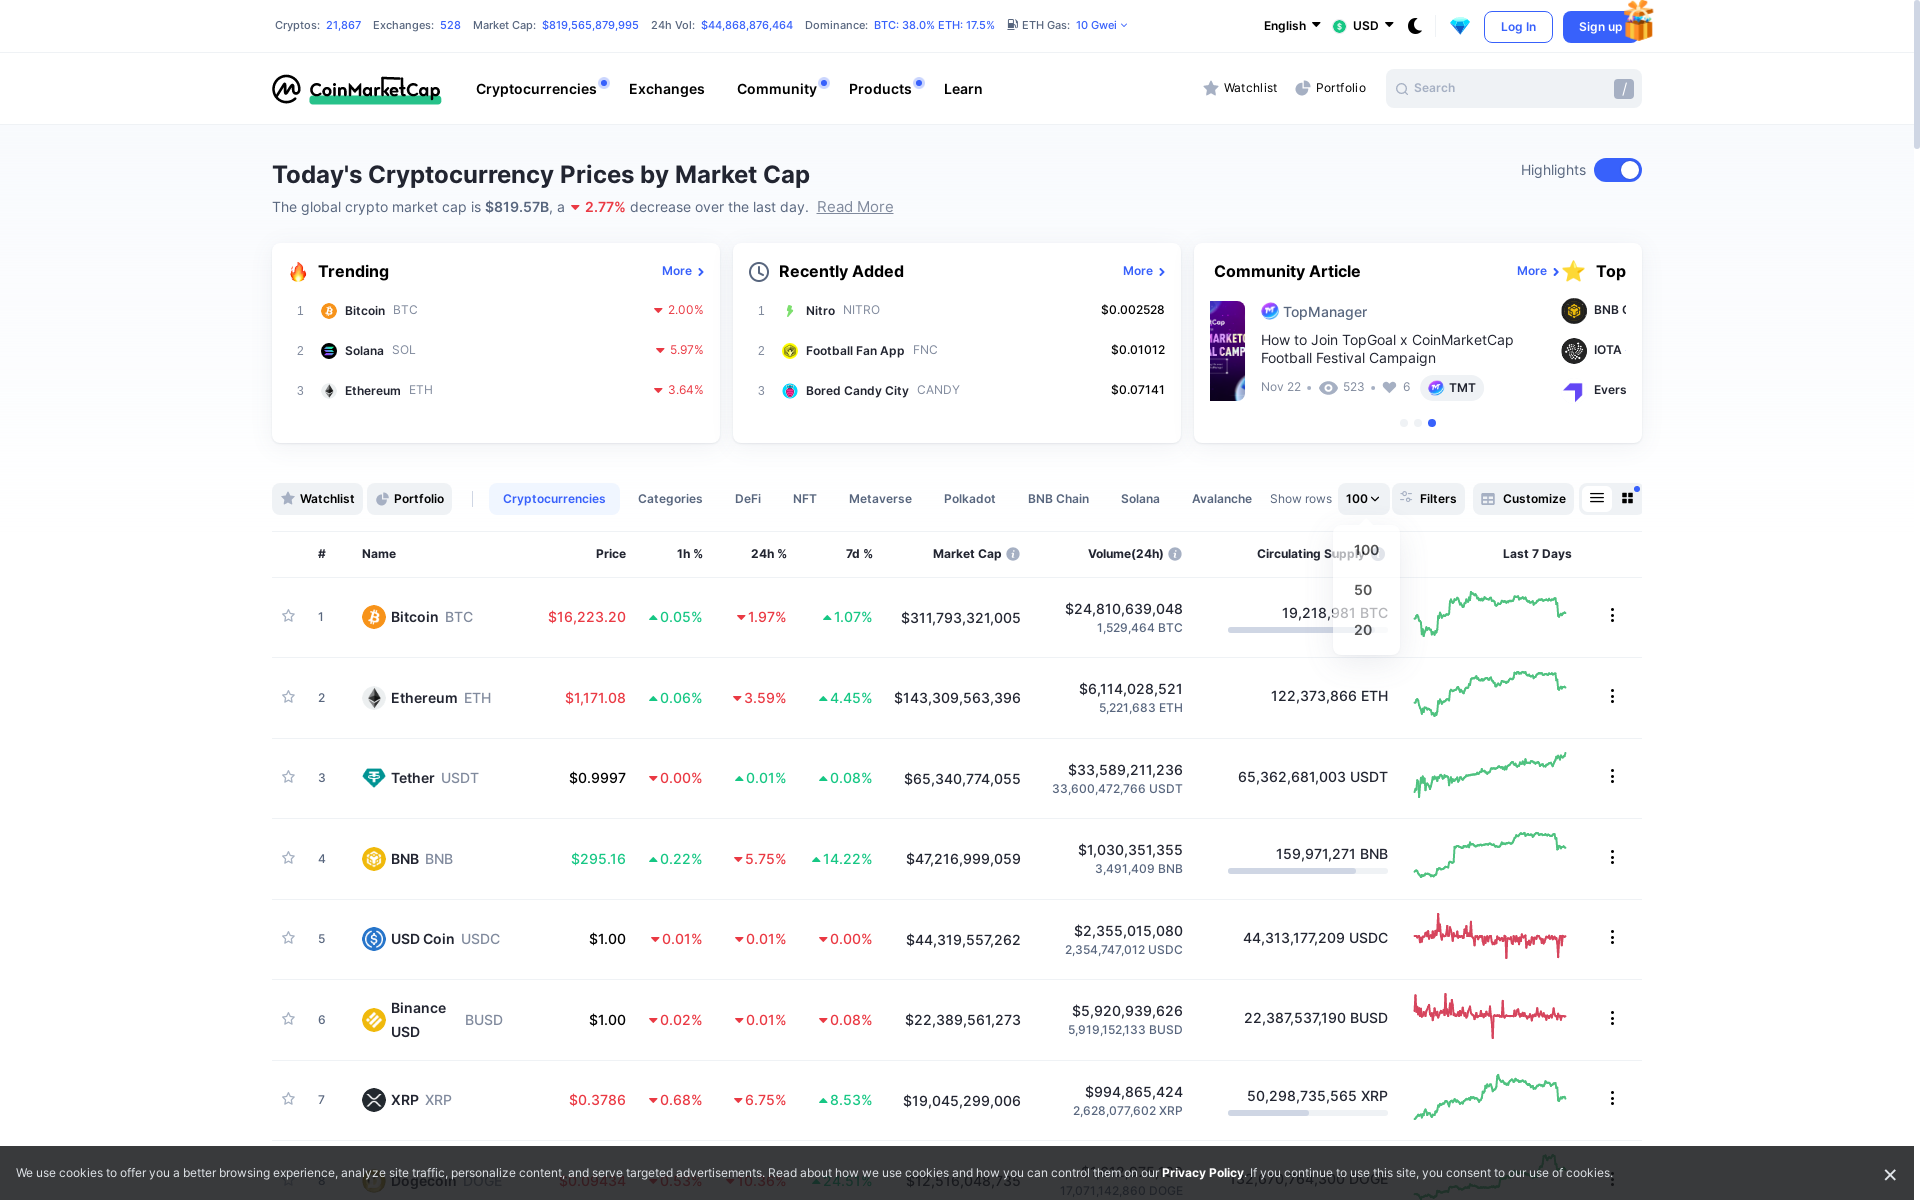 Cryptos: 21,867 Exchanges: 528 Market Cap: $819,565,879,995 24h Vol: $44,868,876,464 Dominance: BTC: 38.0% ETH: 17.5% ETH Gas: 10 Gwei
English USD Log In Sign up
CoinMarketCap Cryptocurrencies Exchanges Community Products Learn Watchlist Portfolio Search /
Today's Cryptocurrency Prices by Market Cap
Highlights
The global crypto market cap is $819.57B, a 2.77% decrease over the last day. Read More
Trending More
1 Bitcoin BTC 2.00%
2 Solana SOL 5.97%
3 Ethereum ETH 3.64%
Recently Added More
1 Nitro NITRO $0.002528
2 Football Fan App FNC $0.01012
3 Bored Candy City CANDY $0.07141
Community Article More
TopManager
How to Join TopGoal x CoinMarketCap
Football Festival Campaign
Nov 22 • 523 • 6 TMT
Top
BNB
IOTA
Evers
Watchlist Portfolio Cryptocurrencies Categories DeFi NFT Metaverse Polkadot BNB Chain Solana Avalanche Show rows 100 Filters Customize
100
50
20
# Name Price 1h % 24h % 7d % Market Cap Volume(24h) Circulating Supply Last 7 Days
1 Bitcoin BTC $16,223.20 0.05% 1.97% 1.07% $311,793,321,005 $24,810,639,048 19,218,981 BTC
1,529,464 BTC
2 Ethereum ETH $1,171.08 0.06% 3.59% 4.45% $143,309,563,396 $6,114,028,521 122,373,866 ETH
5,221,683 ETH
3 Tether USDT $0.9997 0.00% 0.01% 0.08% $65,340,774,055 $33,589,211,236 65,362,681,003 USDT
33,600,472,766 USDT
4 BNB BNB $295.16 0.22% 5.75% 14.22% $47,216,999,059 $1,030,351,355 159,971,271 BNB
3,491,409 BNB
5 USD Coin USDC $1.00 0.01% 0.01% 0.00% $44,319,557,262 $2,355,015,080 44,313,177,209 USDC
2,354,747,012 USDC
6 Binance USD BUSD $1.00 0.02% 0.01% 0.08% $22,389,561,273 $5,920,939,626 22,387,537,190 BUSD
5,919,152,133 BUSD
7 XRP XRP $0.3786 0.68% 6.75% 8.53% $19,045,299,006 $994,865,424 50,298,735,565 XRP
2,628,077,602 XRP
We use cookies to offer you a better browsing experience, analyze site traffic, personalize content, and serve targeted advertisements. Read about how we use cookies and how you can control them on our Privacy Policy. If you continue to use this site, you consent to our use of cookies.
8 Dogecoin DOGE